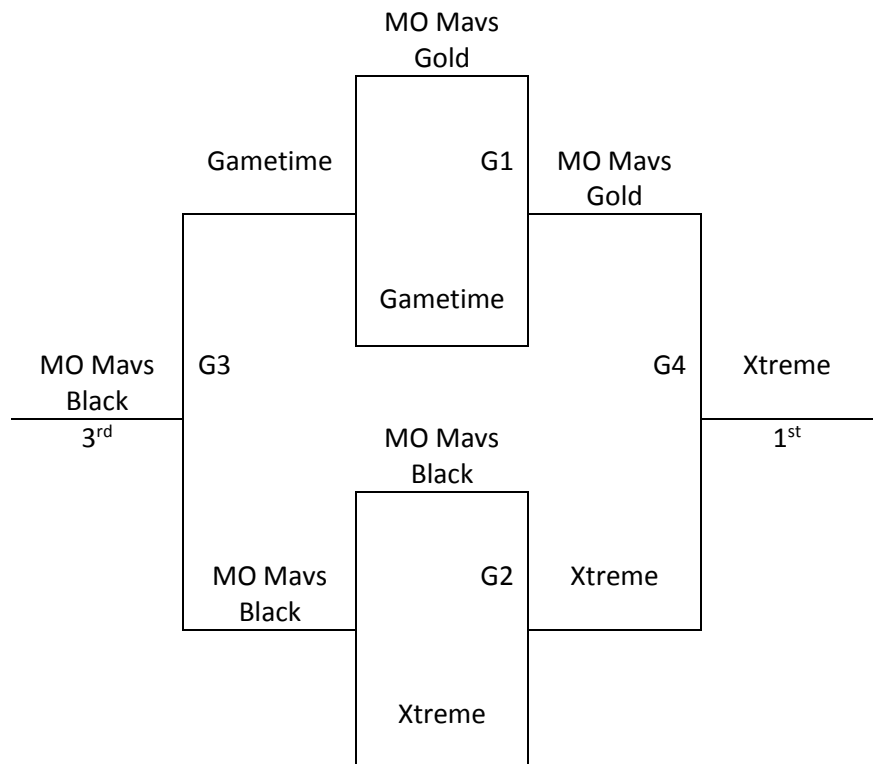 MO Mavs
Gold
Gametime
G1
MO Mavs
Gold
Gametime
MO Mavs
Black
G3
G4
Xtreme
3rd
MO Mavs
Black
1st
MO Mavs
Black
G2
Xtreme
Xtreme